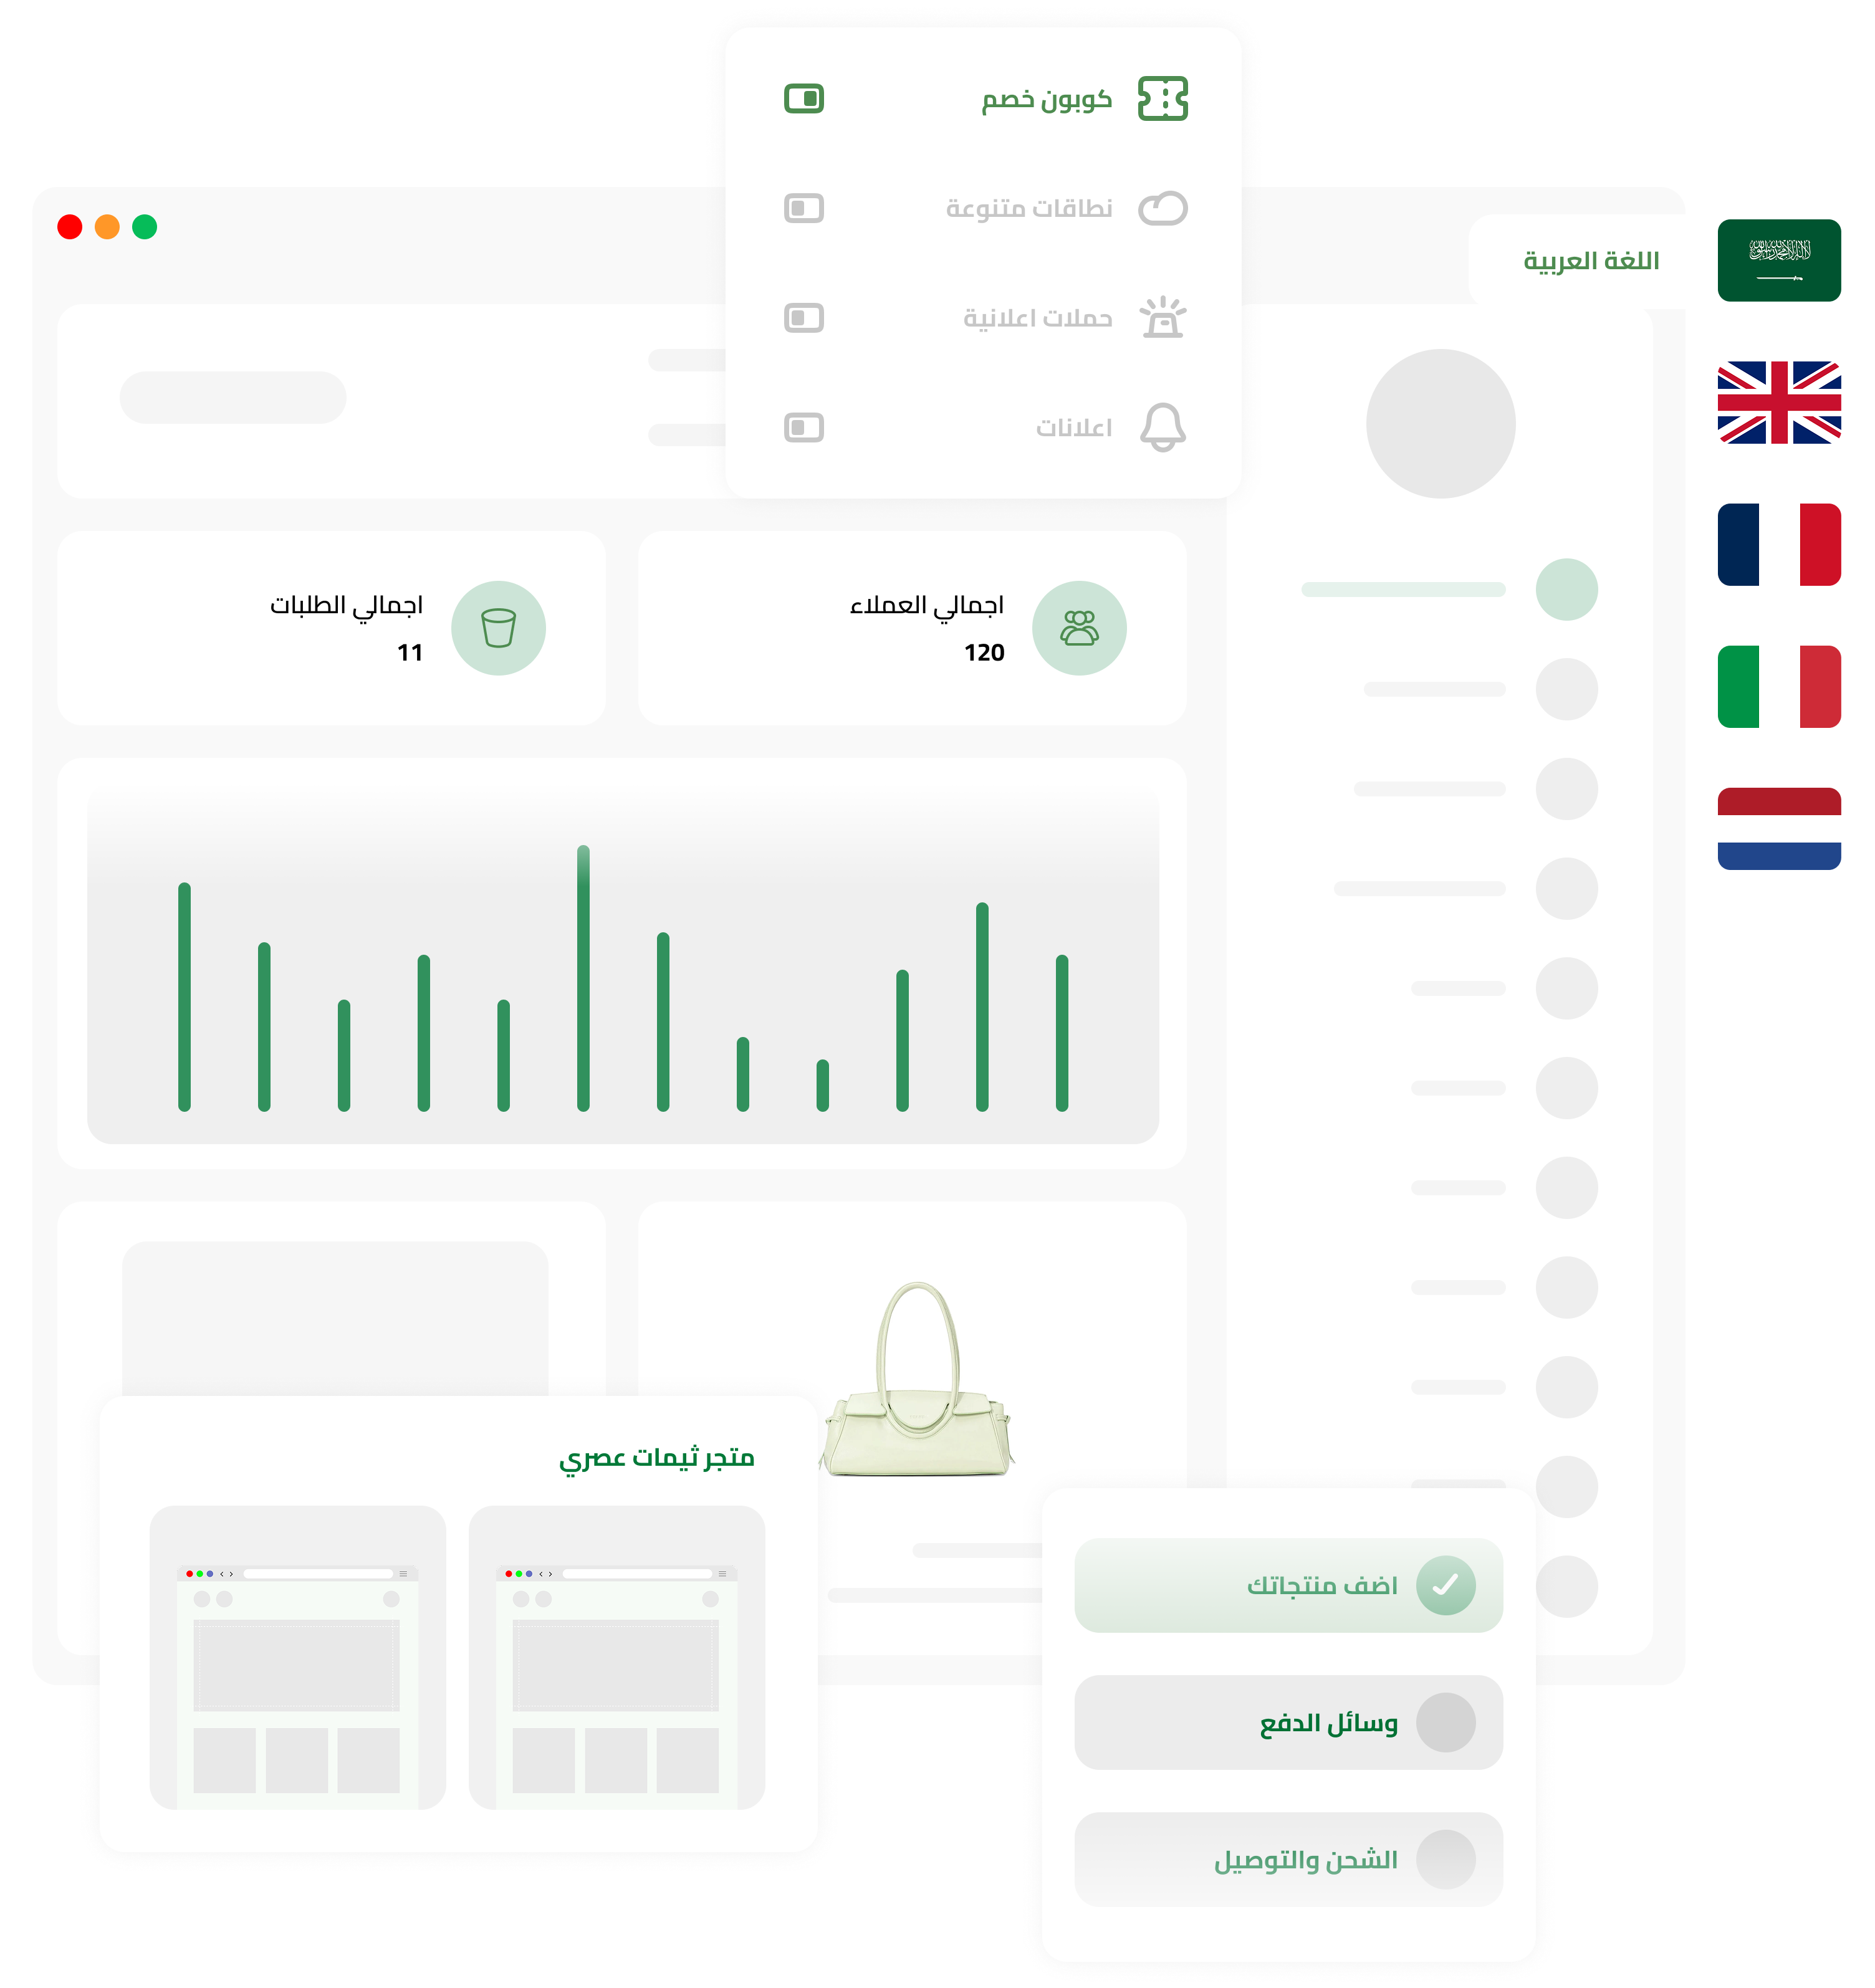 كوبون خصم
نطاقات متنوعة
حملات اعلانية
اعلانات
اللغة العربية
اجمالي العملاء
120
اجمالي الطلبات
11
متجر ثيمات عصري
اضف منتجاتك
وسائل الدفع
الشحن والتوصيل